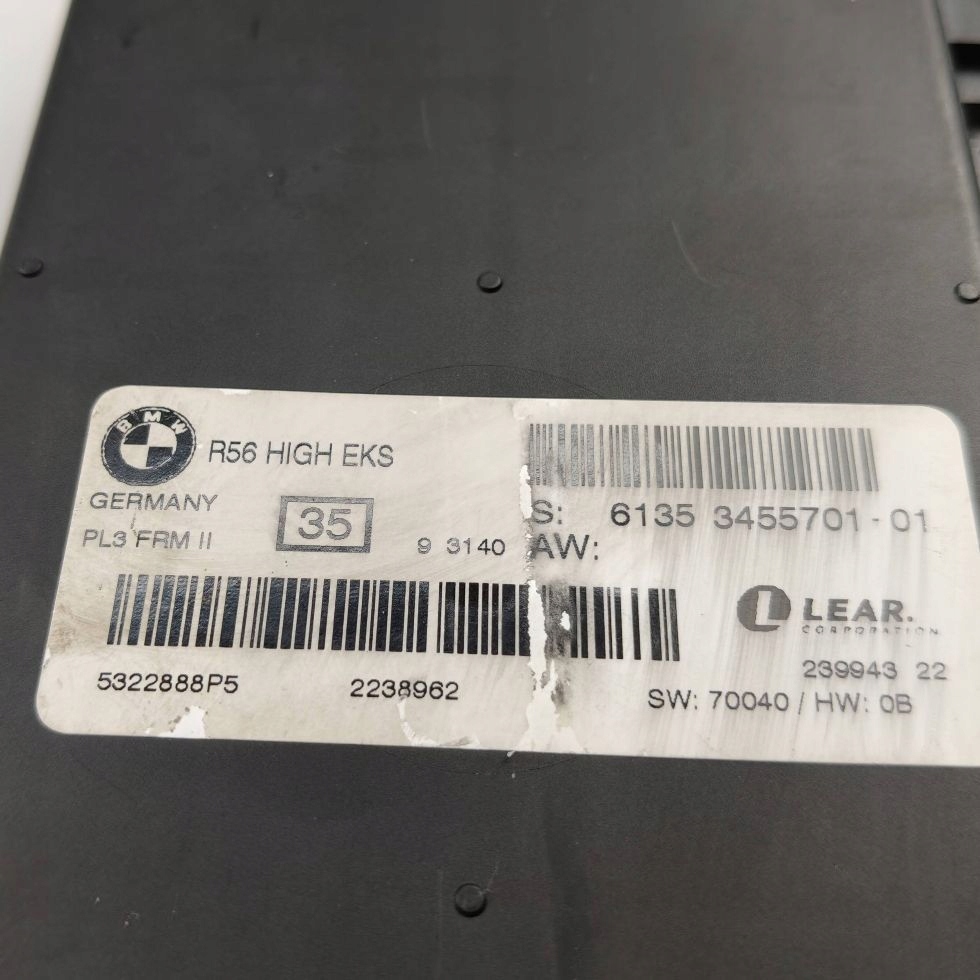 BMW
R56 HIGH EKS
GERMANY
PL3 FRM II
35
9 3140
S: 6135 3455701-01
AW:
LEAR.
CORPORATION
5322888P5
2238962
239943 22
SW: 70040 / HW: 0B